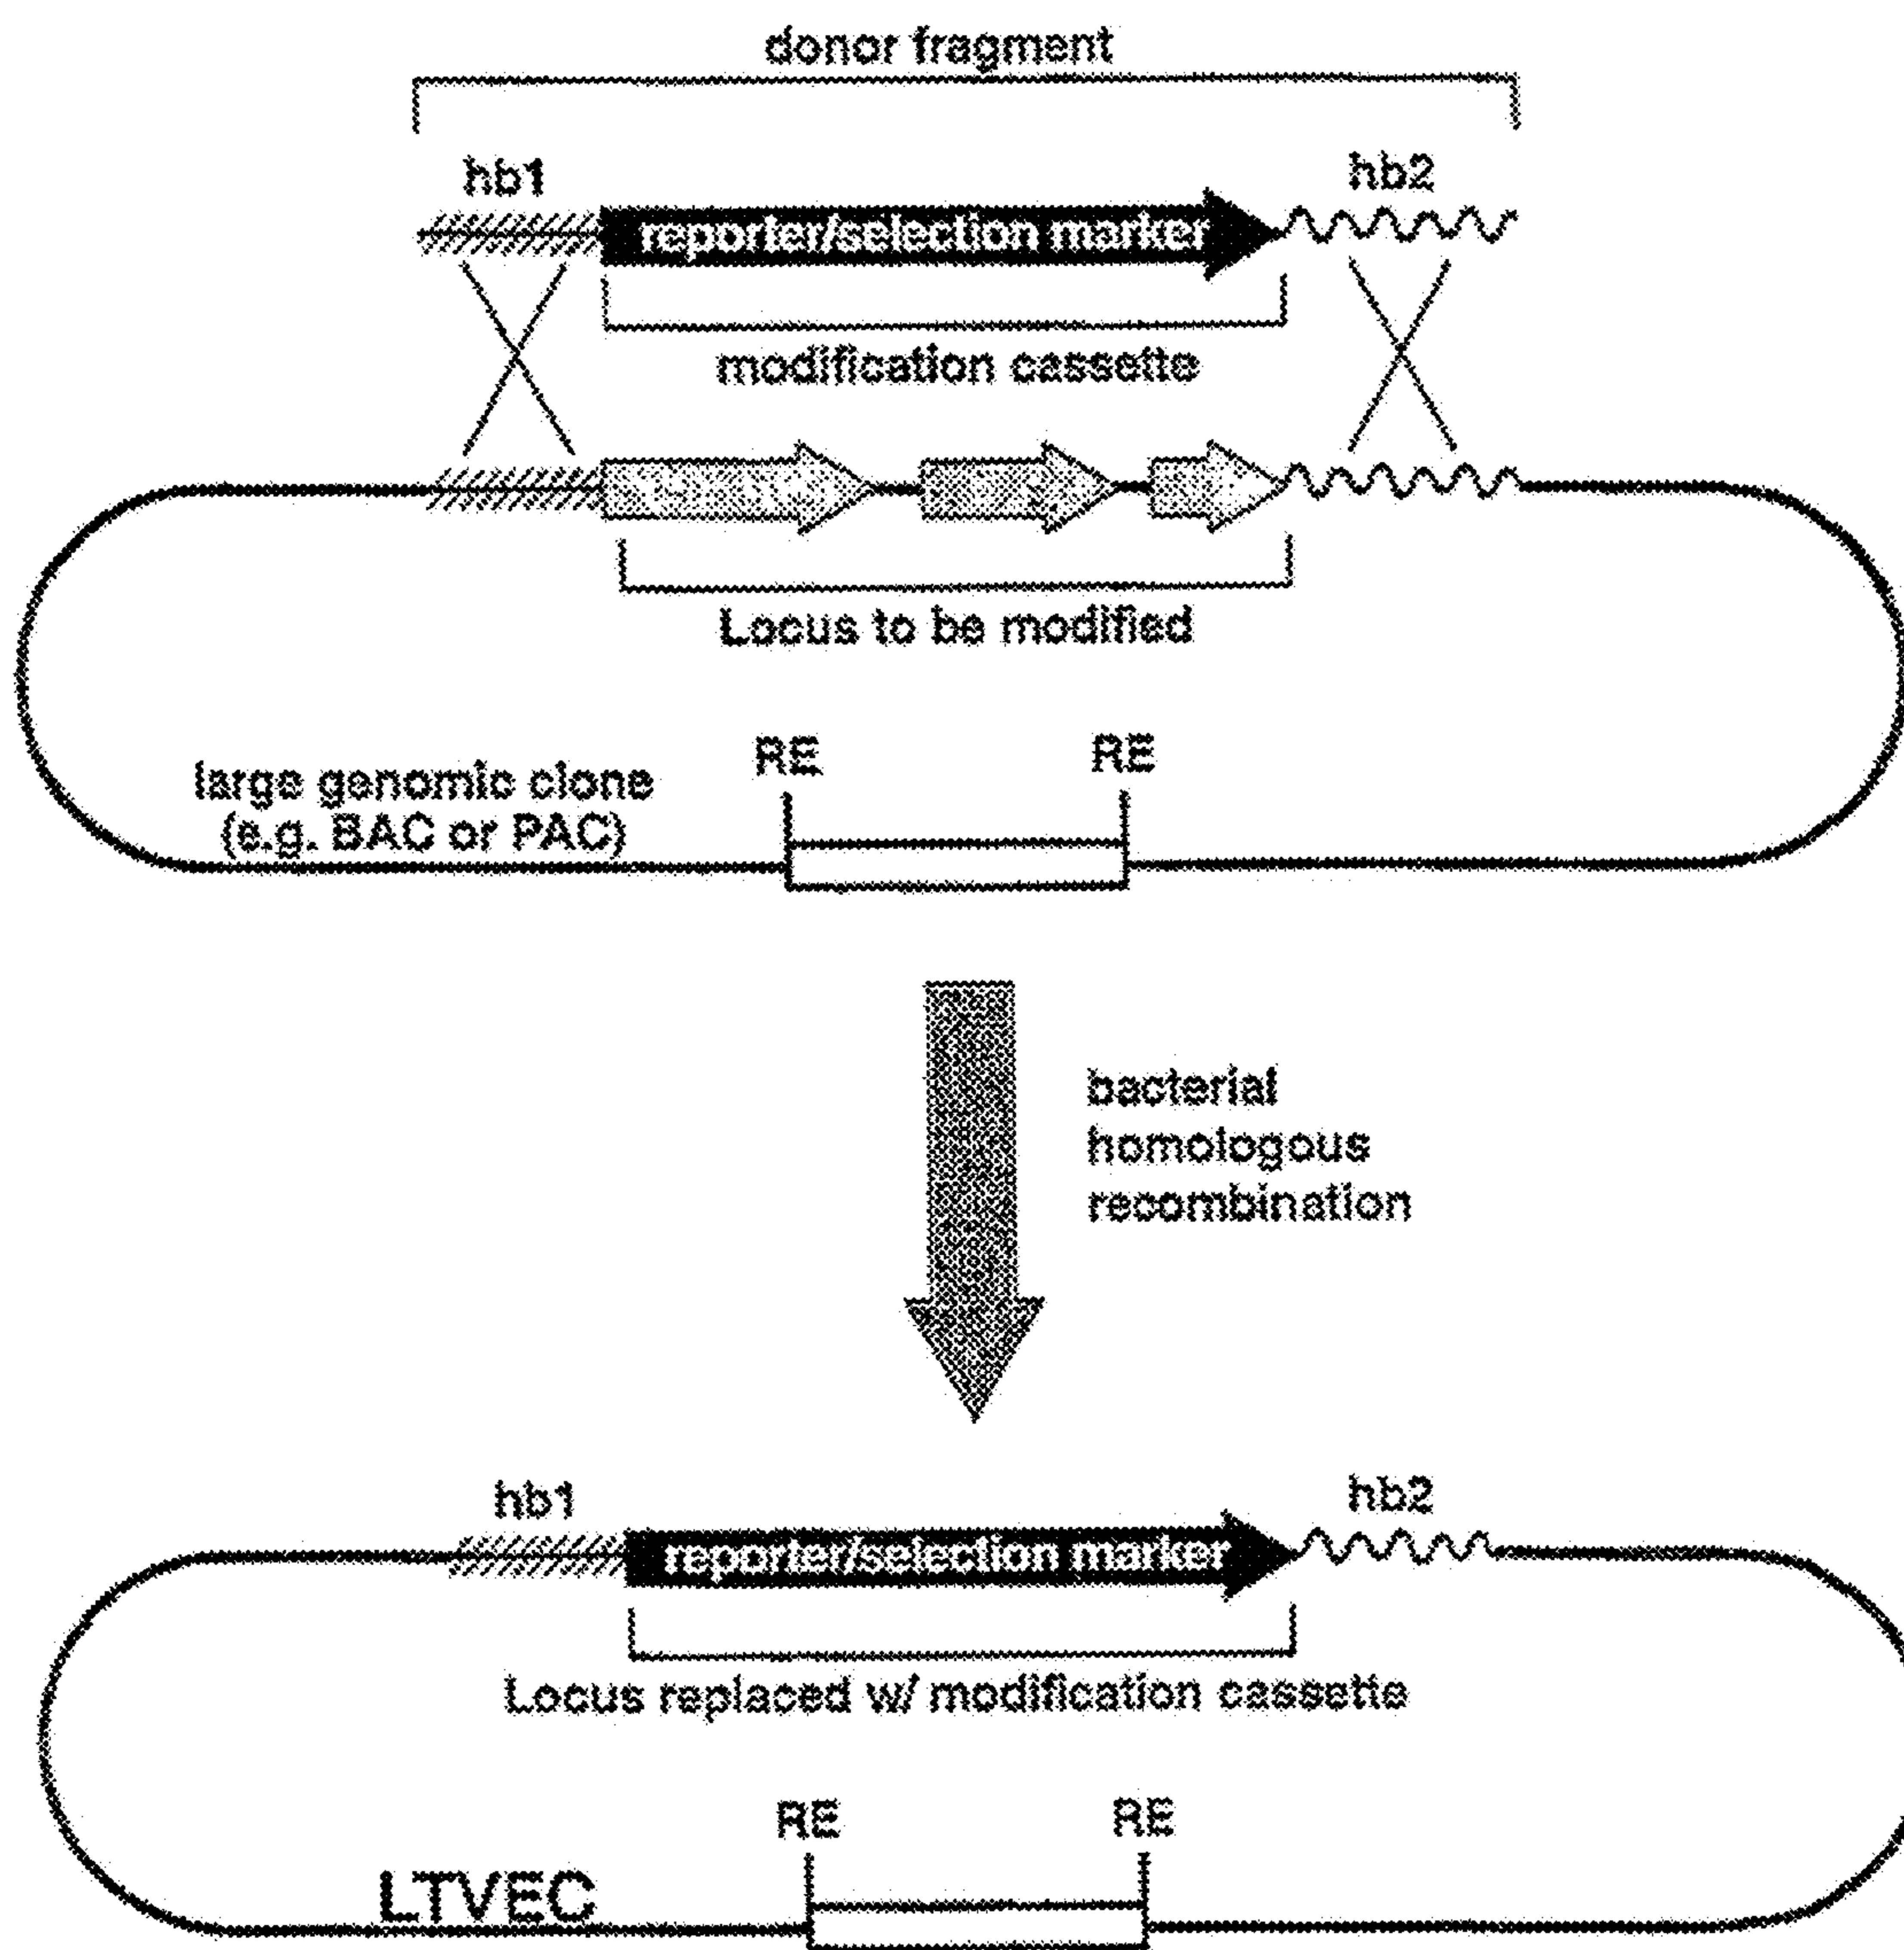 donor fragment
hb1
hb2
reporter/selection marker
modification cassette
Locus to be modified
RE
RE
large genomic clone
(e.g. BAC or PAC)
bacterial
homologous
recombination
hb1
hb2
reporter/selection marker
Locus replaced w/ modification cassette
RE
RE
LTVEC